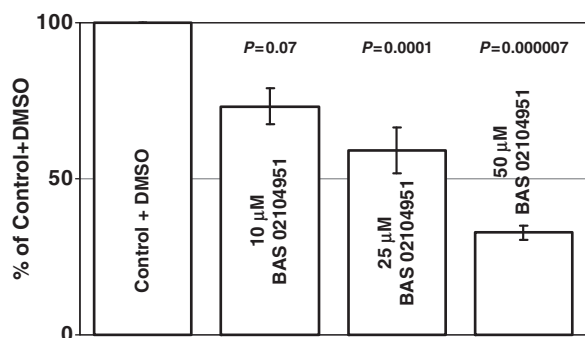 100
50
0
% of Control+DMSO
P=0.07
P=0.0001
P=0.000007
Control + DMSO
10 μM
BAS 02104951
25 μM
BAS 02104951
50 μM
BAS 02104951